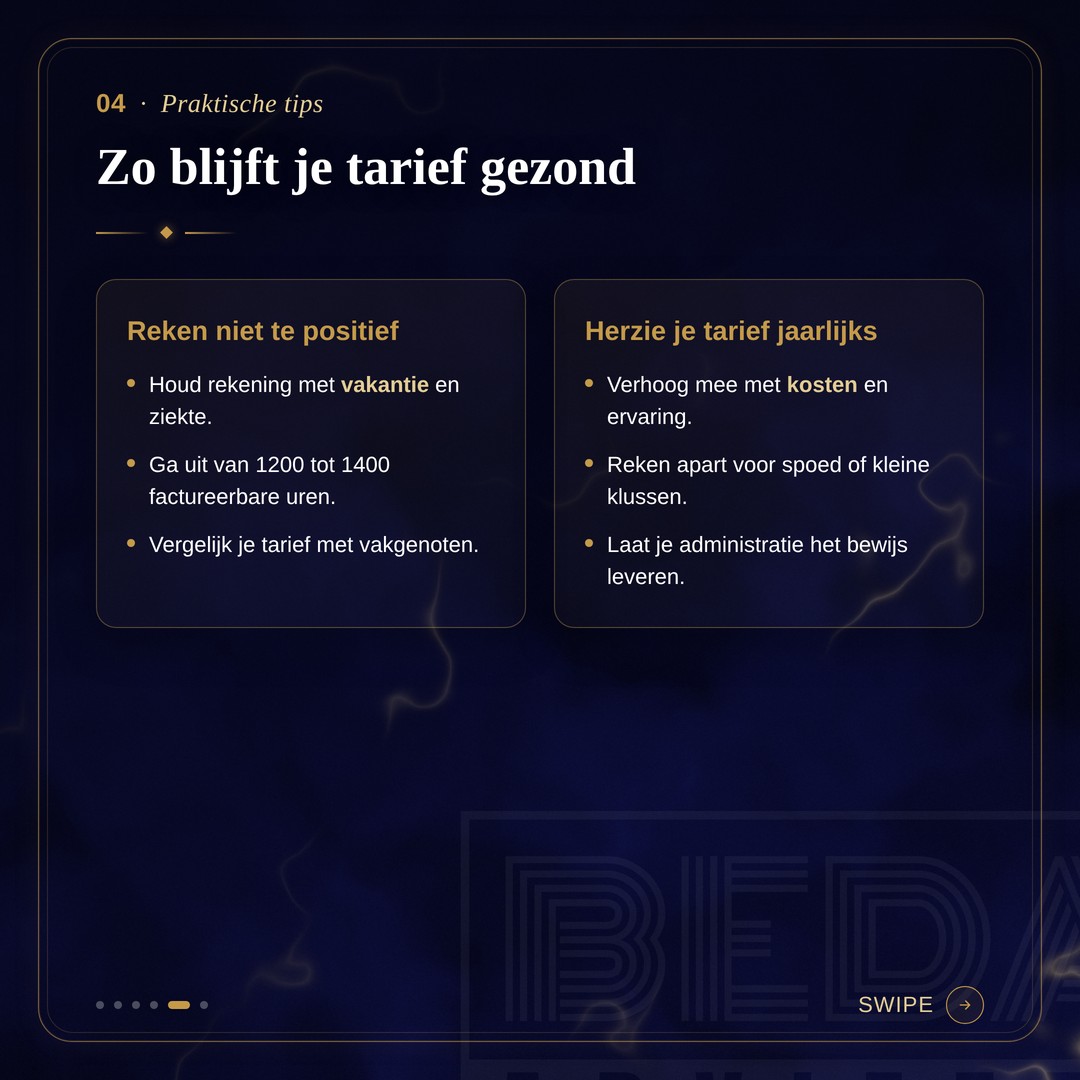 04 · Praktische tips
Zo blijft je tarief gezond
Reken niet te positief
Houd rekening met vakantie en
ziekte.
Ga uit van 1200 tot 1400
factureerbare uren.
Vergelijk je tarief met vakgenoten.
Herzie je tarief jaarlijks
Verhoog mee met kosten en
ervaring.
Reken apart voor spoed of kleine
klussen.
Laat je administratie het bewijs
leveren.
BEDA
SWIPE